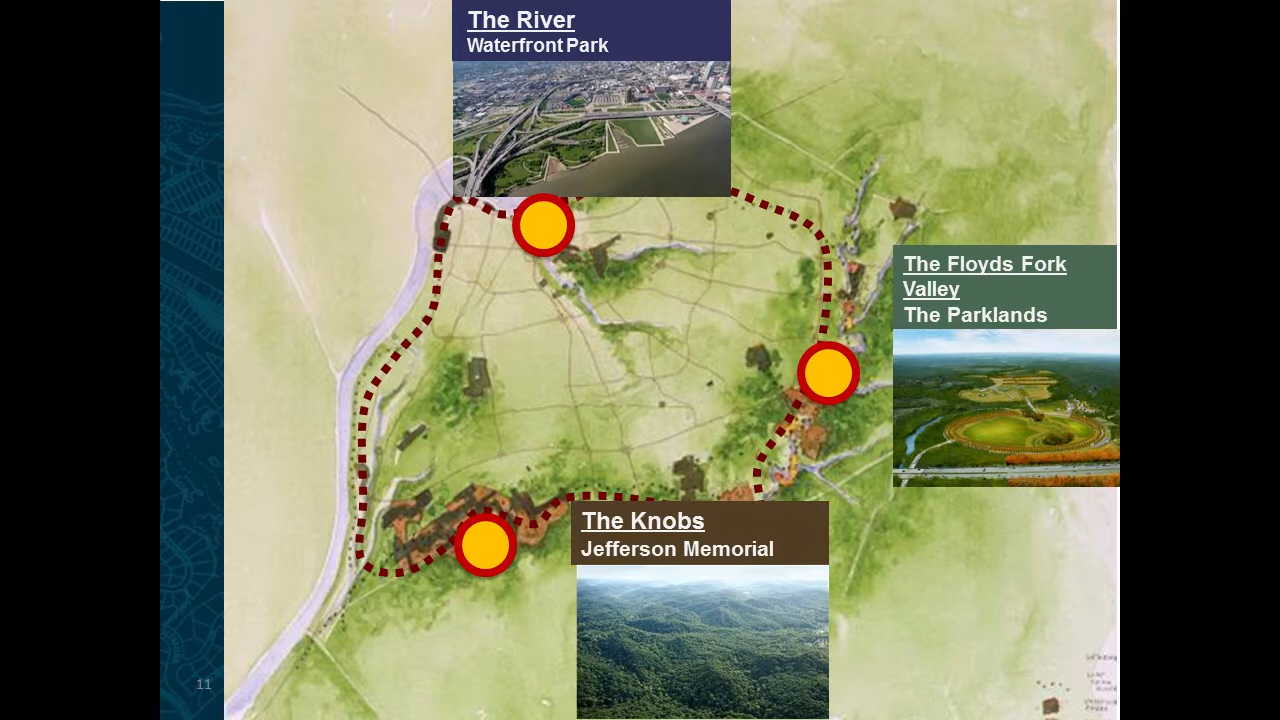 The River
Waterfront Park
The Floyds Fork
Valley
The Parklands
The Knobs
Jefferson Memorial
11